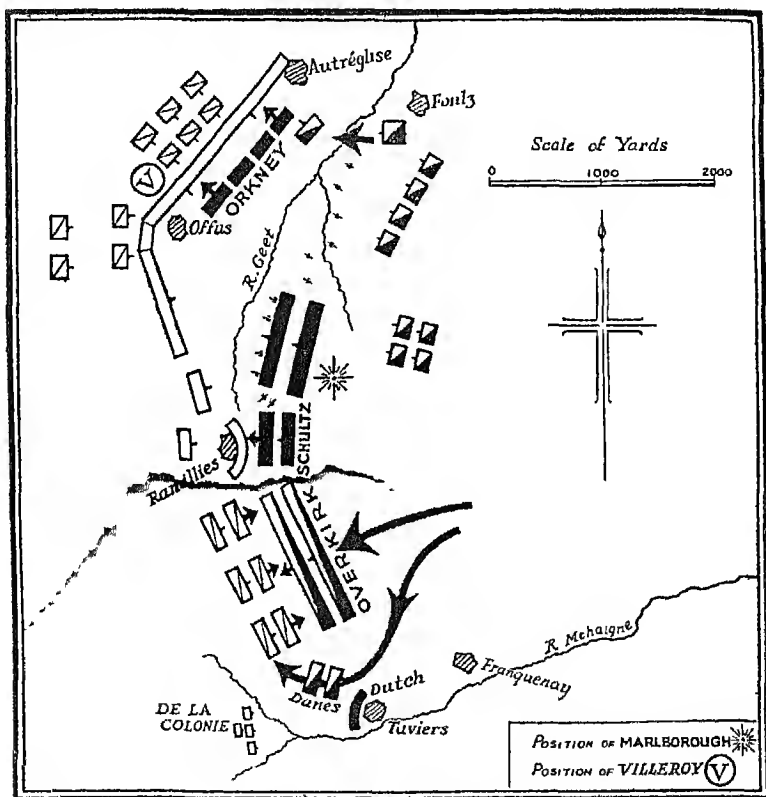 Autréglise
Foulz
Scale of Yards
0 1000 2000
V
ORKNEY
Offus
R. Geet
SCHULTZ
Ramillies
OVERKIRK
R. Mehaigne
Franquenay
Danes
Dutch
Taviers
DE LA
COLONIE
POSITION OF MARLBOROUGH
POSITION OF VILLEROY V